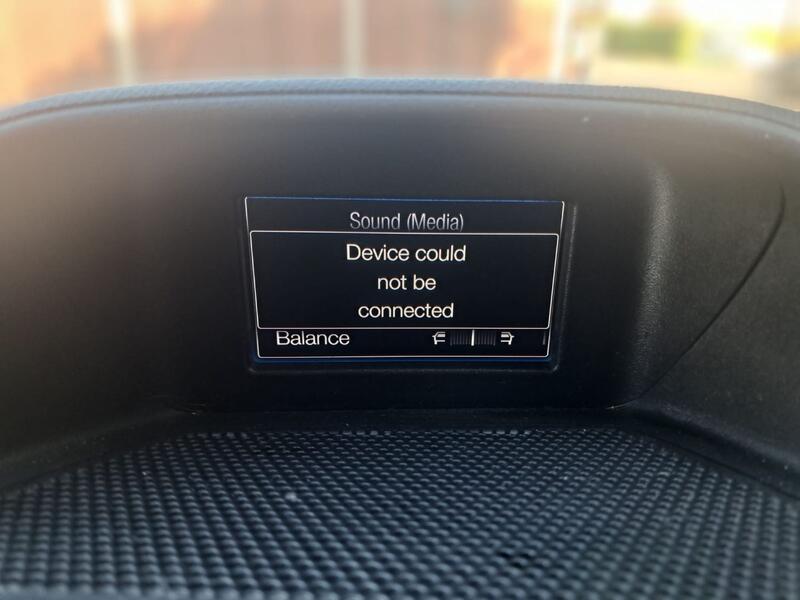 Sound (Media)
Device could
not be
connected
Balance